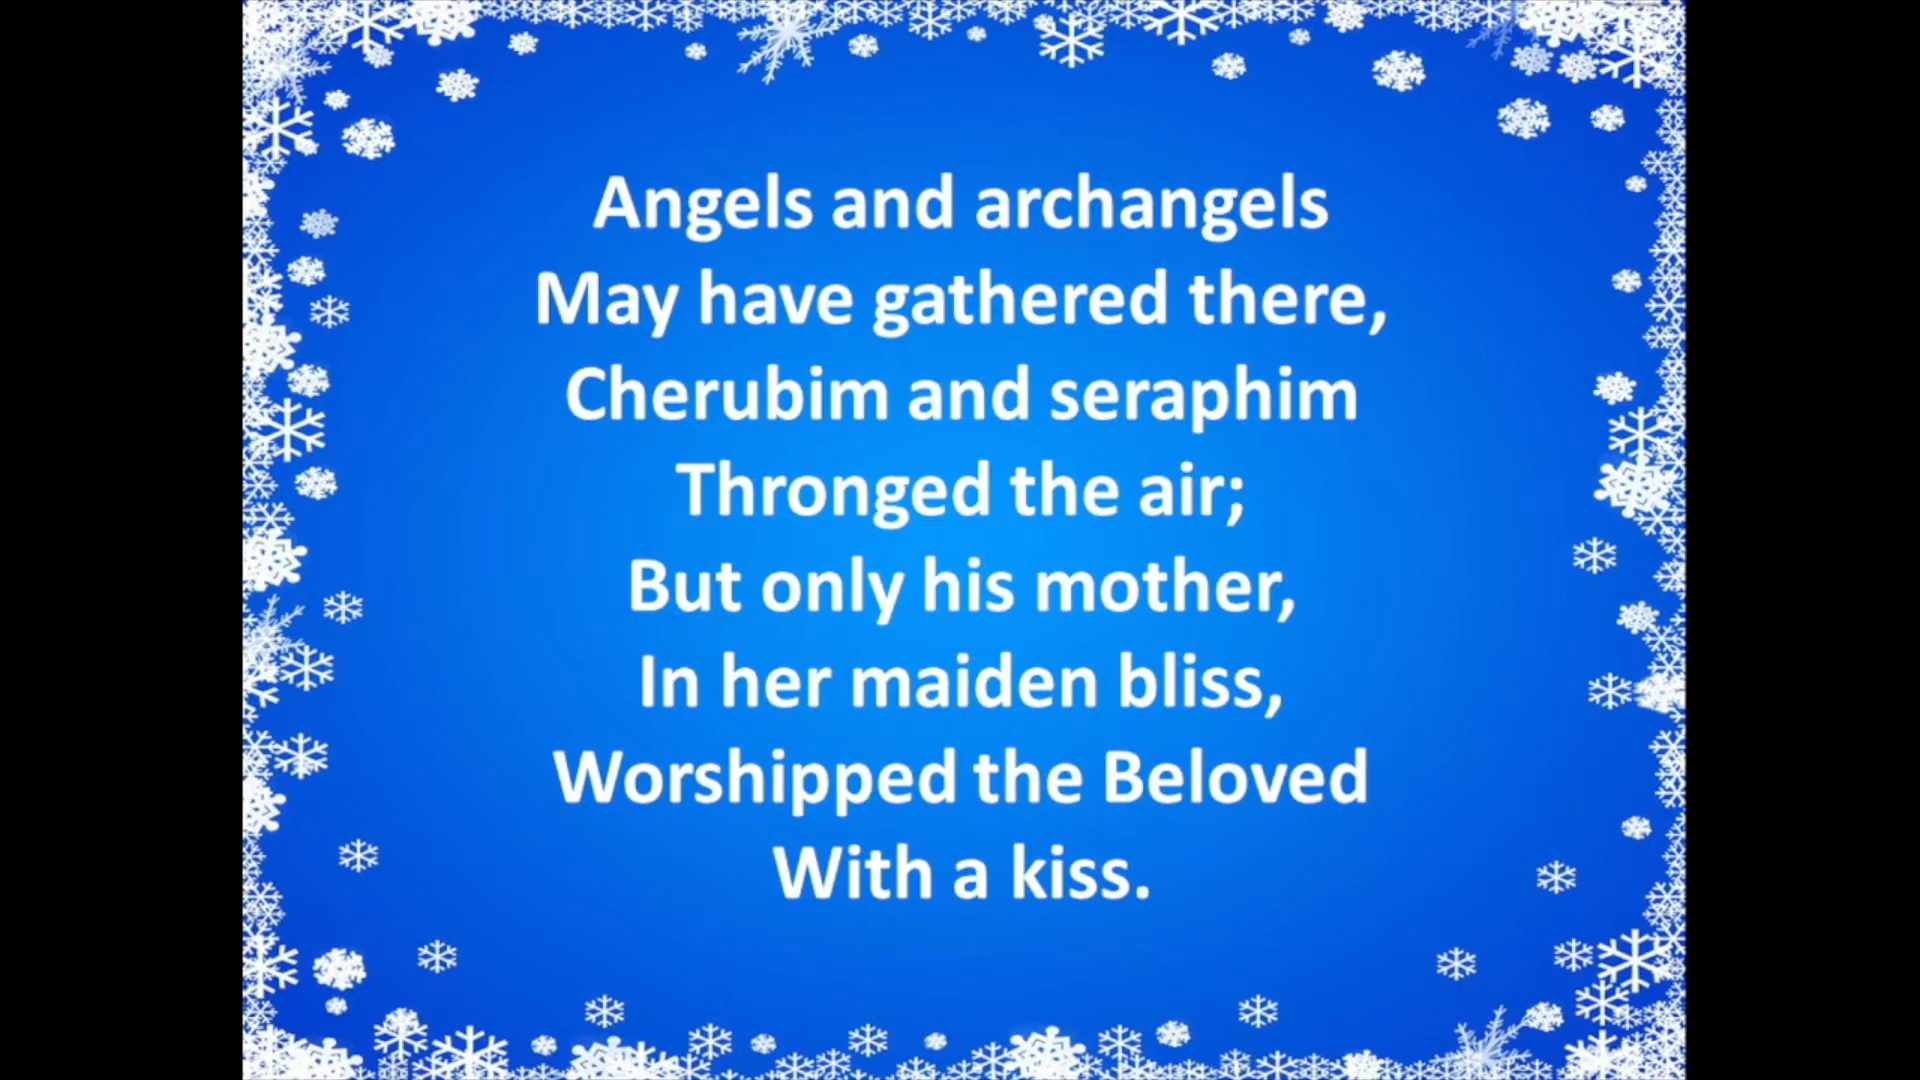 Angels and archangels
May have gathered there,
Cherubim and seraphim
Thronged the air;
But only his mother,
In her maiden bliss,
Worshipped the Beloved
With a kiss.